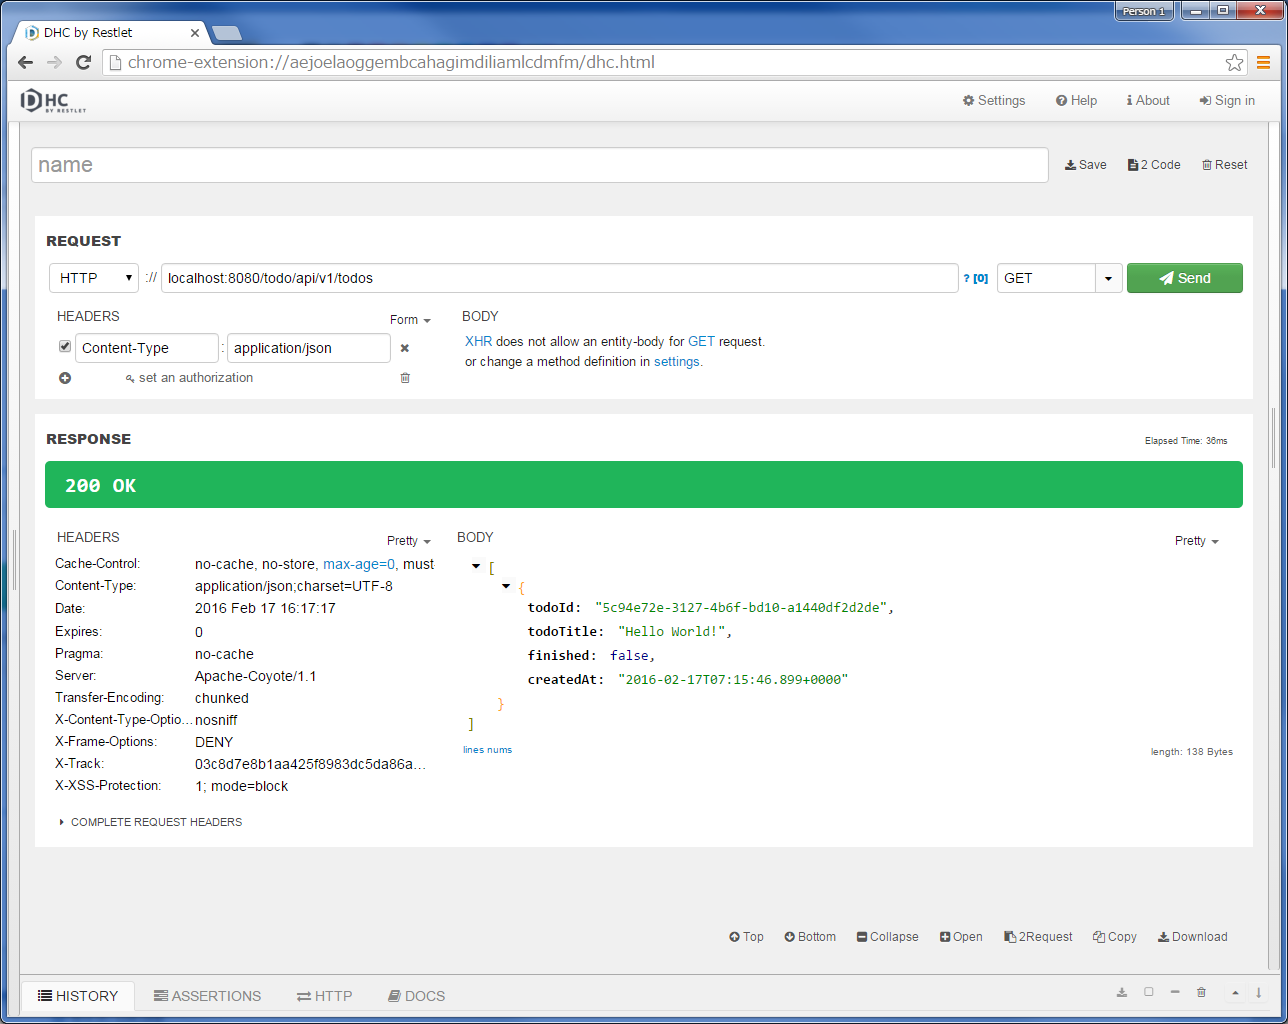 Person 1
DHC by Restlet
chrome-extension://aejoelaoggembcahagimdiliamlcdmfm/dhc.html
DHC BY RESTLET
Settings Help About Sign in
name
Save 2 Code Reset
REQUEST
HTTP :// localhost:8080/todo/api/v1/todos ? [0] GET Send
HEADERS Form
Content-Type : application/json
set an authorization
BODY
XHR does not allow an entity-body for GET request.
or change a method definition in settings.
RESPONSE
Elapsed Time: 36ms
200 OK
HEADERS Pretty
Cache-Control: no-cache, no-store, max-age=0, must
Content-Type: application/json;charset=UTF-8
Date: 2016 Feb 17 16:17:17
Expires: 0
Pragma: no-cache
Server: Apache-Coyote/1.1
Transfer-Encoding: chunked
X-Content-Type-Optio... nosniff
X-Frame-Options: DENY
X-Track: 03c8d7e8b1aa425f8983dc5da86a...
X-XSS-Protection: 1; mode=block
COMPLETE REQUEST HEADERS
BODY Pretty
[
{
todoId: "5c94e72e-3127-4b6f-bd10-a1440df2d2de",
todoTitle: "Hello World!",
finished: false,
createdAt: "2016-02-17T07:15:46.899+0000"
}
]
lines nums
length: 138 Bytes
Top Bottom Collapse Open 2Request Copy Download
HISTORY ASSERTIONS HTTP DOCS